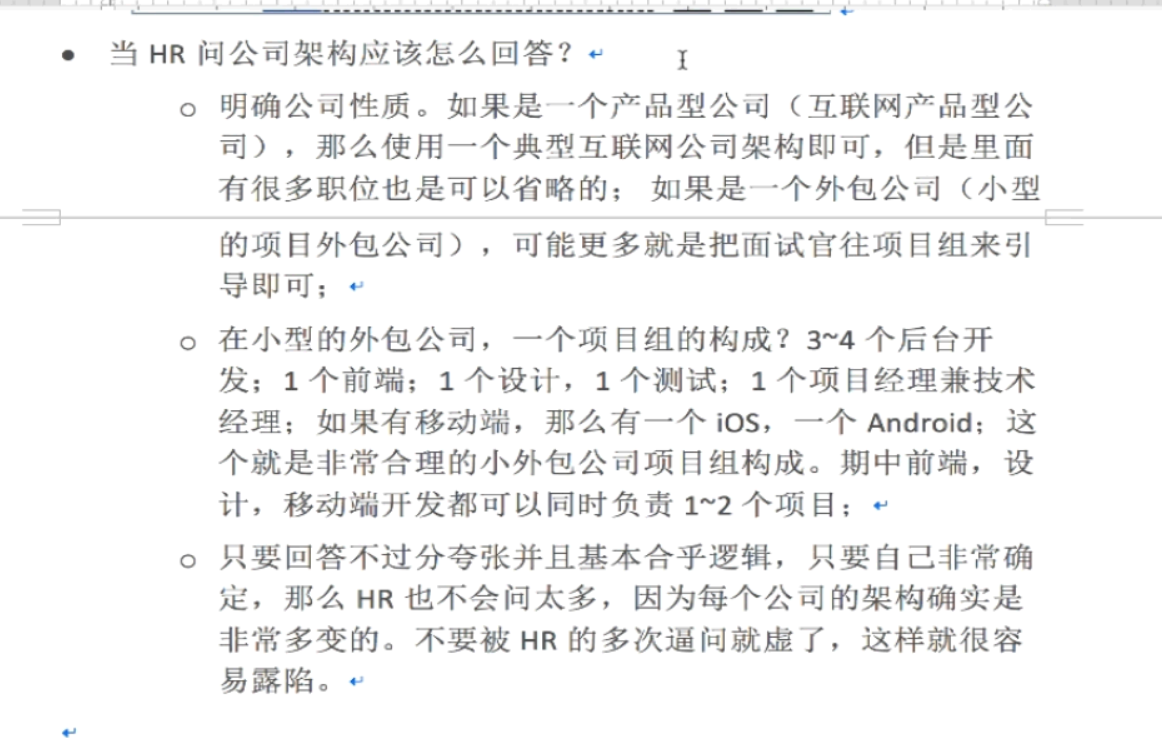 当 HR 问公司架构应该怎么回答？
明确公司性质。如果是一个产品型公司（互联网产品型公
司），那么使用一个典型互联网公司架构即可，但是里面
有很多职位也是可以省略的； 如果是一个外包公司（小型
的项目外包公司），可能更多就是把面试官往项目组来引
导即可；
在小型的外包公司，一个项目组的构成？3~4 个后台开
发；1 个前端；1 个设计，1 个测试；1 个项目经理兼技术
经理；如果有移动端，那么有一个 iOS，一个 Android；这
个就是非常合理的小外包公司项目组构成。期中前端，设
计，移动端开发都可以同时负责 1~2 个项目；
只要回答不过分夸张并且基本合乎逻辑，只要自己非常确
定，那么 HR 也不会问太多，因为每个公司的架构确实是
非常多变的。不要被 HR 的多次逼问就虚了，这样就很容
易露陷。